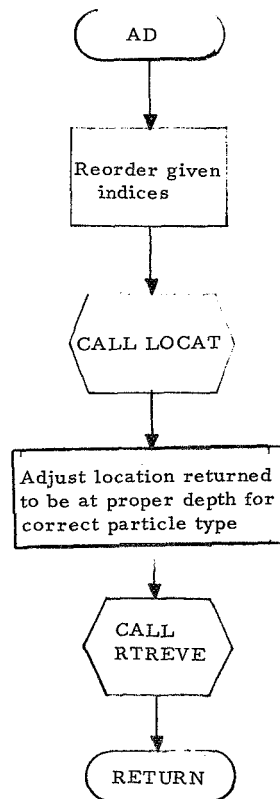 AD
Reorder given
indices
CALL LOCAT
Adjust location returned
to be at proper depth for
correct particle type
CALL
RTREVE
RETURN